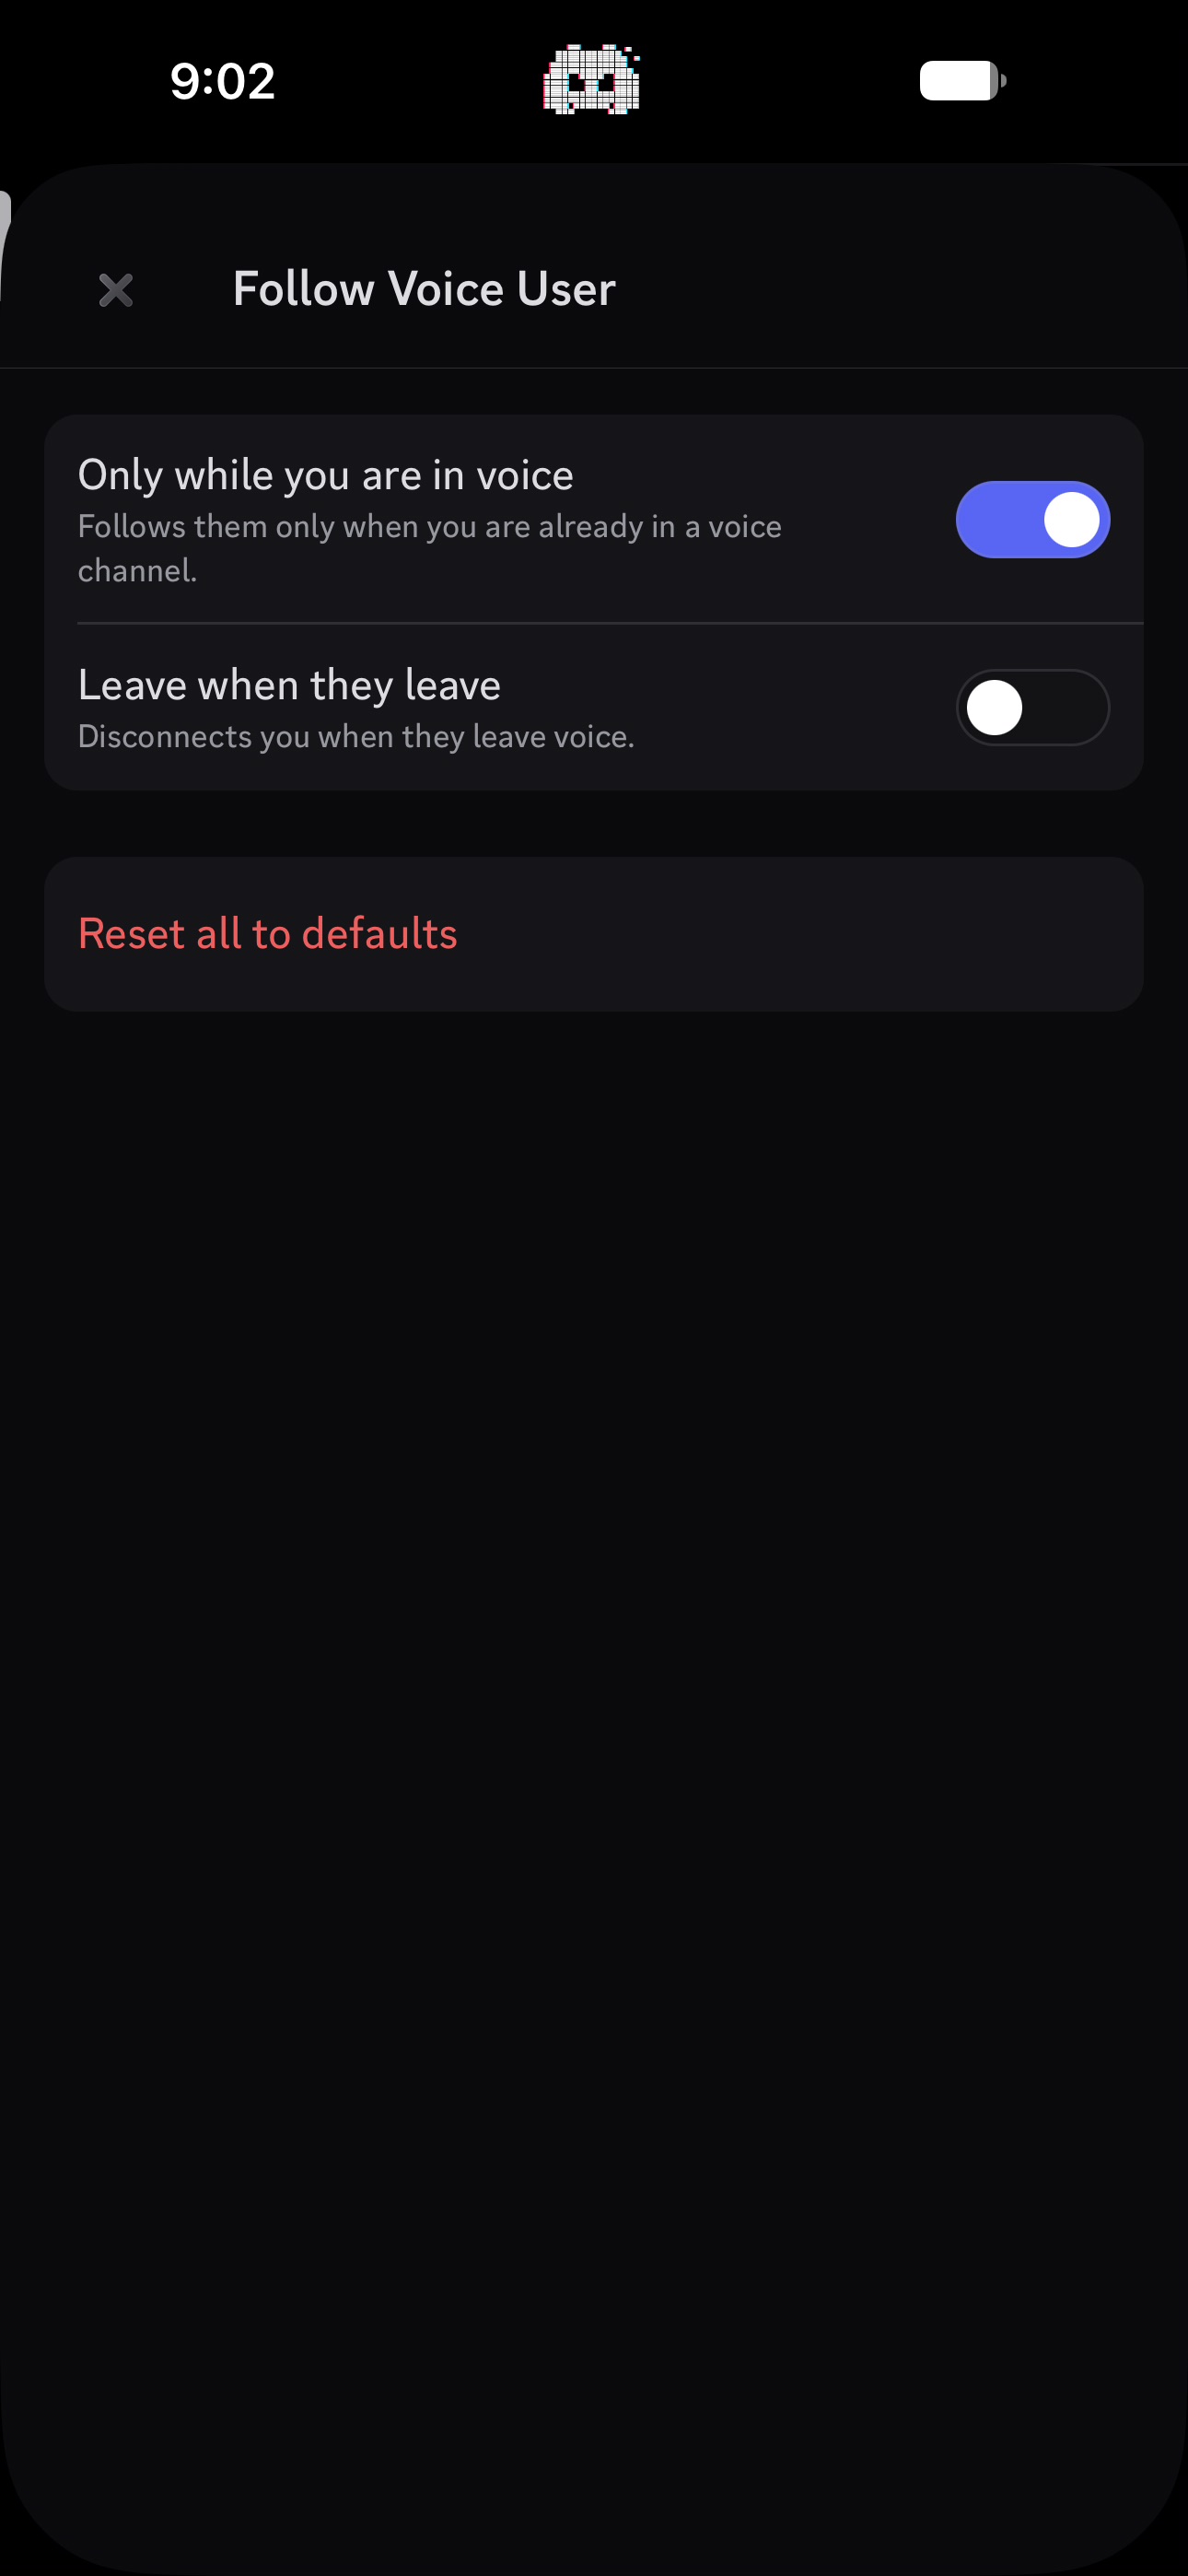 9:02
Follow Voice User
Only while you are in voice
Follows them only when you are already in a voice
channel.
Leave when they leave
Disconnects you when they leave voice.
Reset all to defaults